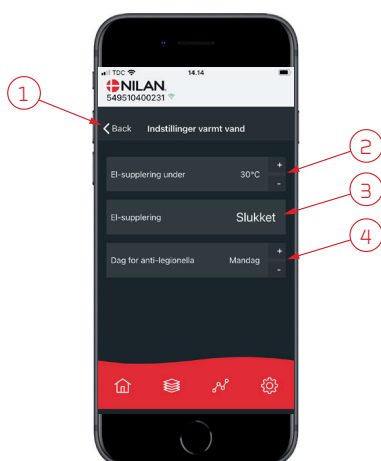 TDC 14.14
NILAN
549510400231
Back Indstillinger varmt vand
El-supplering under 30°C + -
El-supplering Slukket
Dag for anti-legionella Mandag + -
1
2
3
4